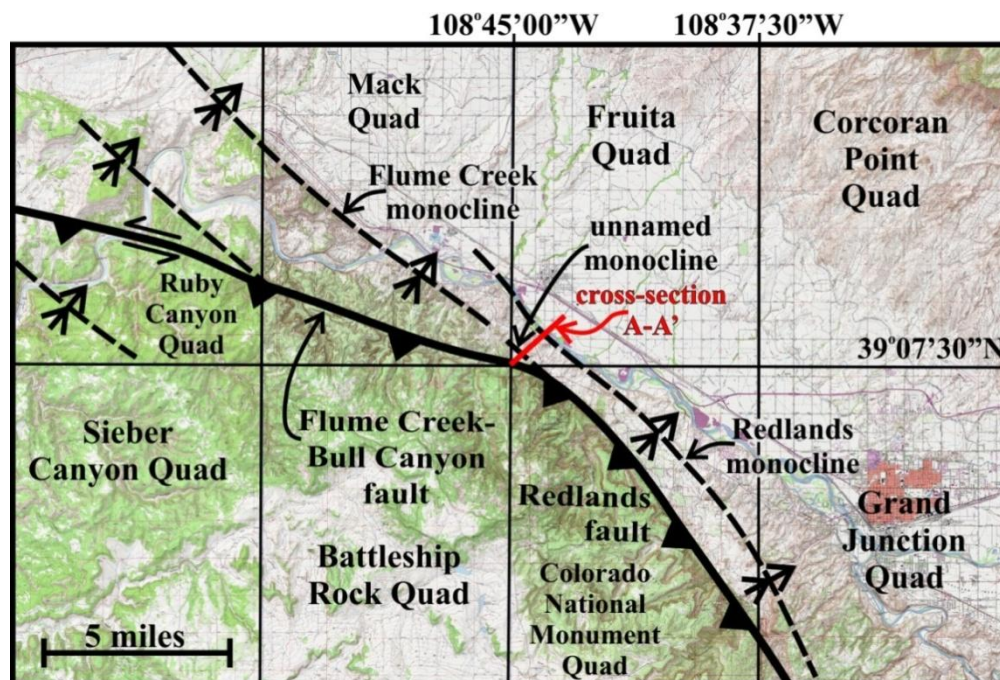 108°45'00”W
108°37'30”W
Mack
Quad
Fruita
Quad
Corcoran
Point
Quad
Flume Creek
monocline
unnamed
monocline
cross-section
A-A’
Ruby
Canyon
Quad
39°07'30”N
Sieber
Canyon Quad
Flume Creek-
Bull Canyon
fault
Redlands
monocline
Redlands
fault
Grand
Junction
Quad
Battleship
Rock Quad
Colorado
National
Monument
Quad
5 miles